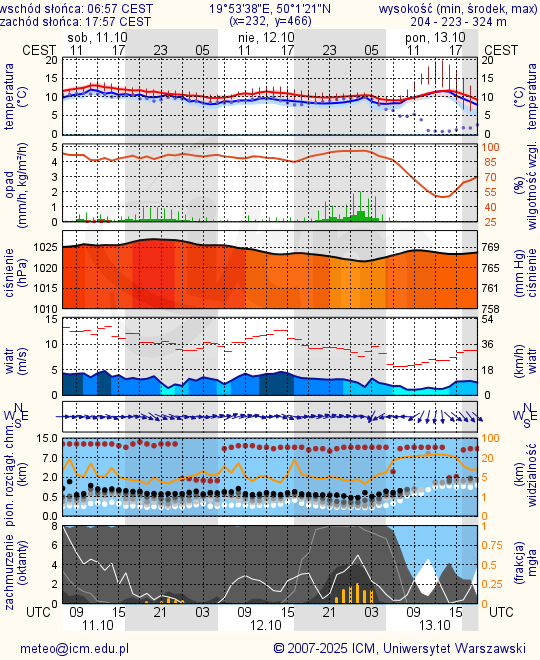 wschód słońca: 06:57 CEST 19°53'38"E, 50°1'21"N wysokość (min, środek, max)
zachód słońca: 17:57 CEST (x=232, y=466) 204 - 223 - 324 m
sob, 11.10 nie, 12.10 pon, 13.10
CEST 11 17 23 05 11 17 23 05 11 17 CEST
temperatura (°C) 20 15 10 5 0 20 15 10 5 0 temperatura (°C)
opad (mm/h, kg/m²/h) 5 4 3 2 1 0 100 85 70 55 40 25 (%) wilgotność wzgl.
ciśnienie (hPa) 1025 1020 1015 1010 769 765 761 758 (mm Hg) ciśnienie
wiatr (m/s) 15 10 5 0 54 36 18 0 (km/h) wiatr
N W E S N W E S
pion. rozciągł. chm. (km) 15.0 7.0 2.0 0.5 0.0 100 20 5 1 0 (km) widzialność
zachmurzenie (oktanty) 8 6 4 2 0 1 0.75 0.5 0.25 0 (frakcja) mgła
UTC 09 15 21 03 09 15 21 03 09 15 UTC
11.10 12.10 13.10
meteo@icm.edu.pl © 2007-2025 ICM, Uniwersytet Warszawski